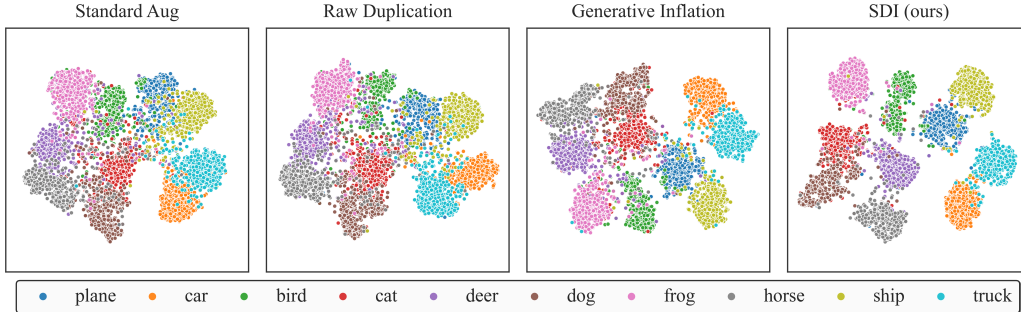 Standard Aug
Raw Duplication
Generative Inflation
SDI (ours)
plane car bird cat deer dog frog horse ship truck